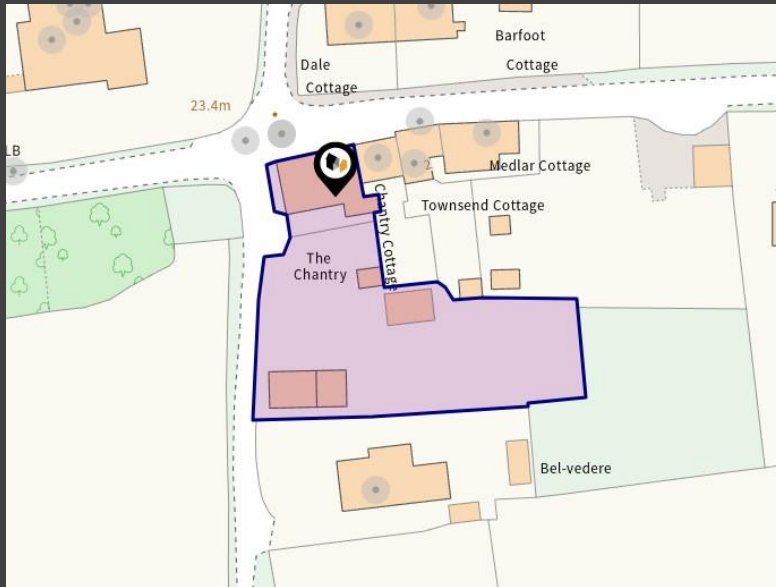 Barfoot
Dale
Cottage
Cottage
23.4m
LB
2
Medlar Cottage
Chantry Cottage
Townsend Cottage
The
Chantry
Bel-vedere